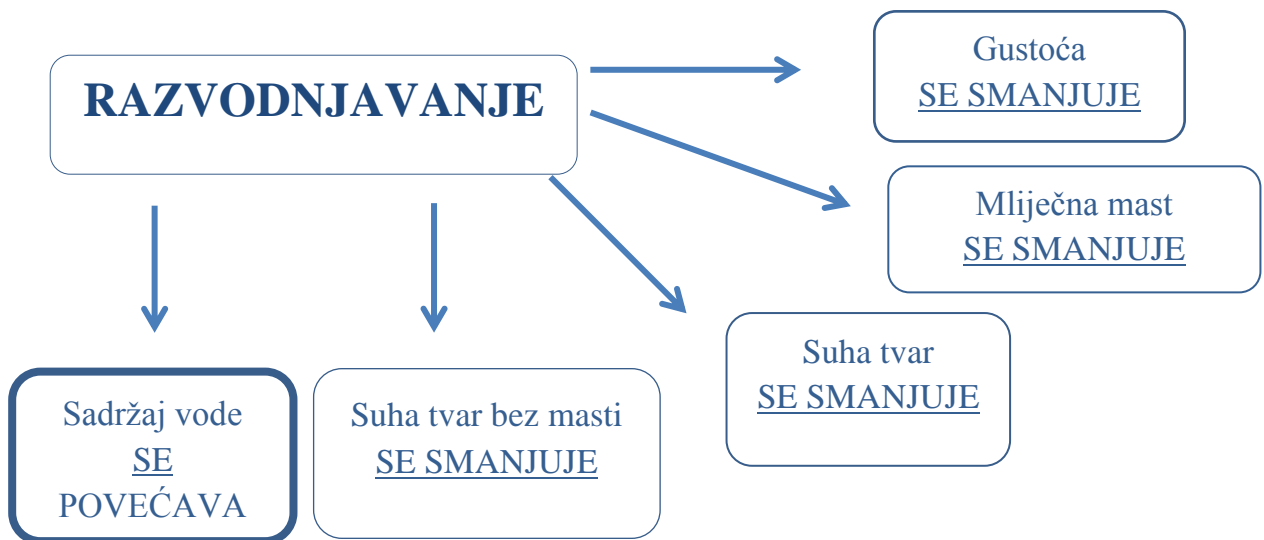 RAZVODNJAVANJE
Gustoća
SE SMANJUJE
Mliječna mast
SE SMANJUJE
Suha tvar
SE SMANJUJE
Suha tvar bez masti
SE SMANJUJE
Sadržaj vode
SE
POVEĆAVA